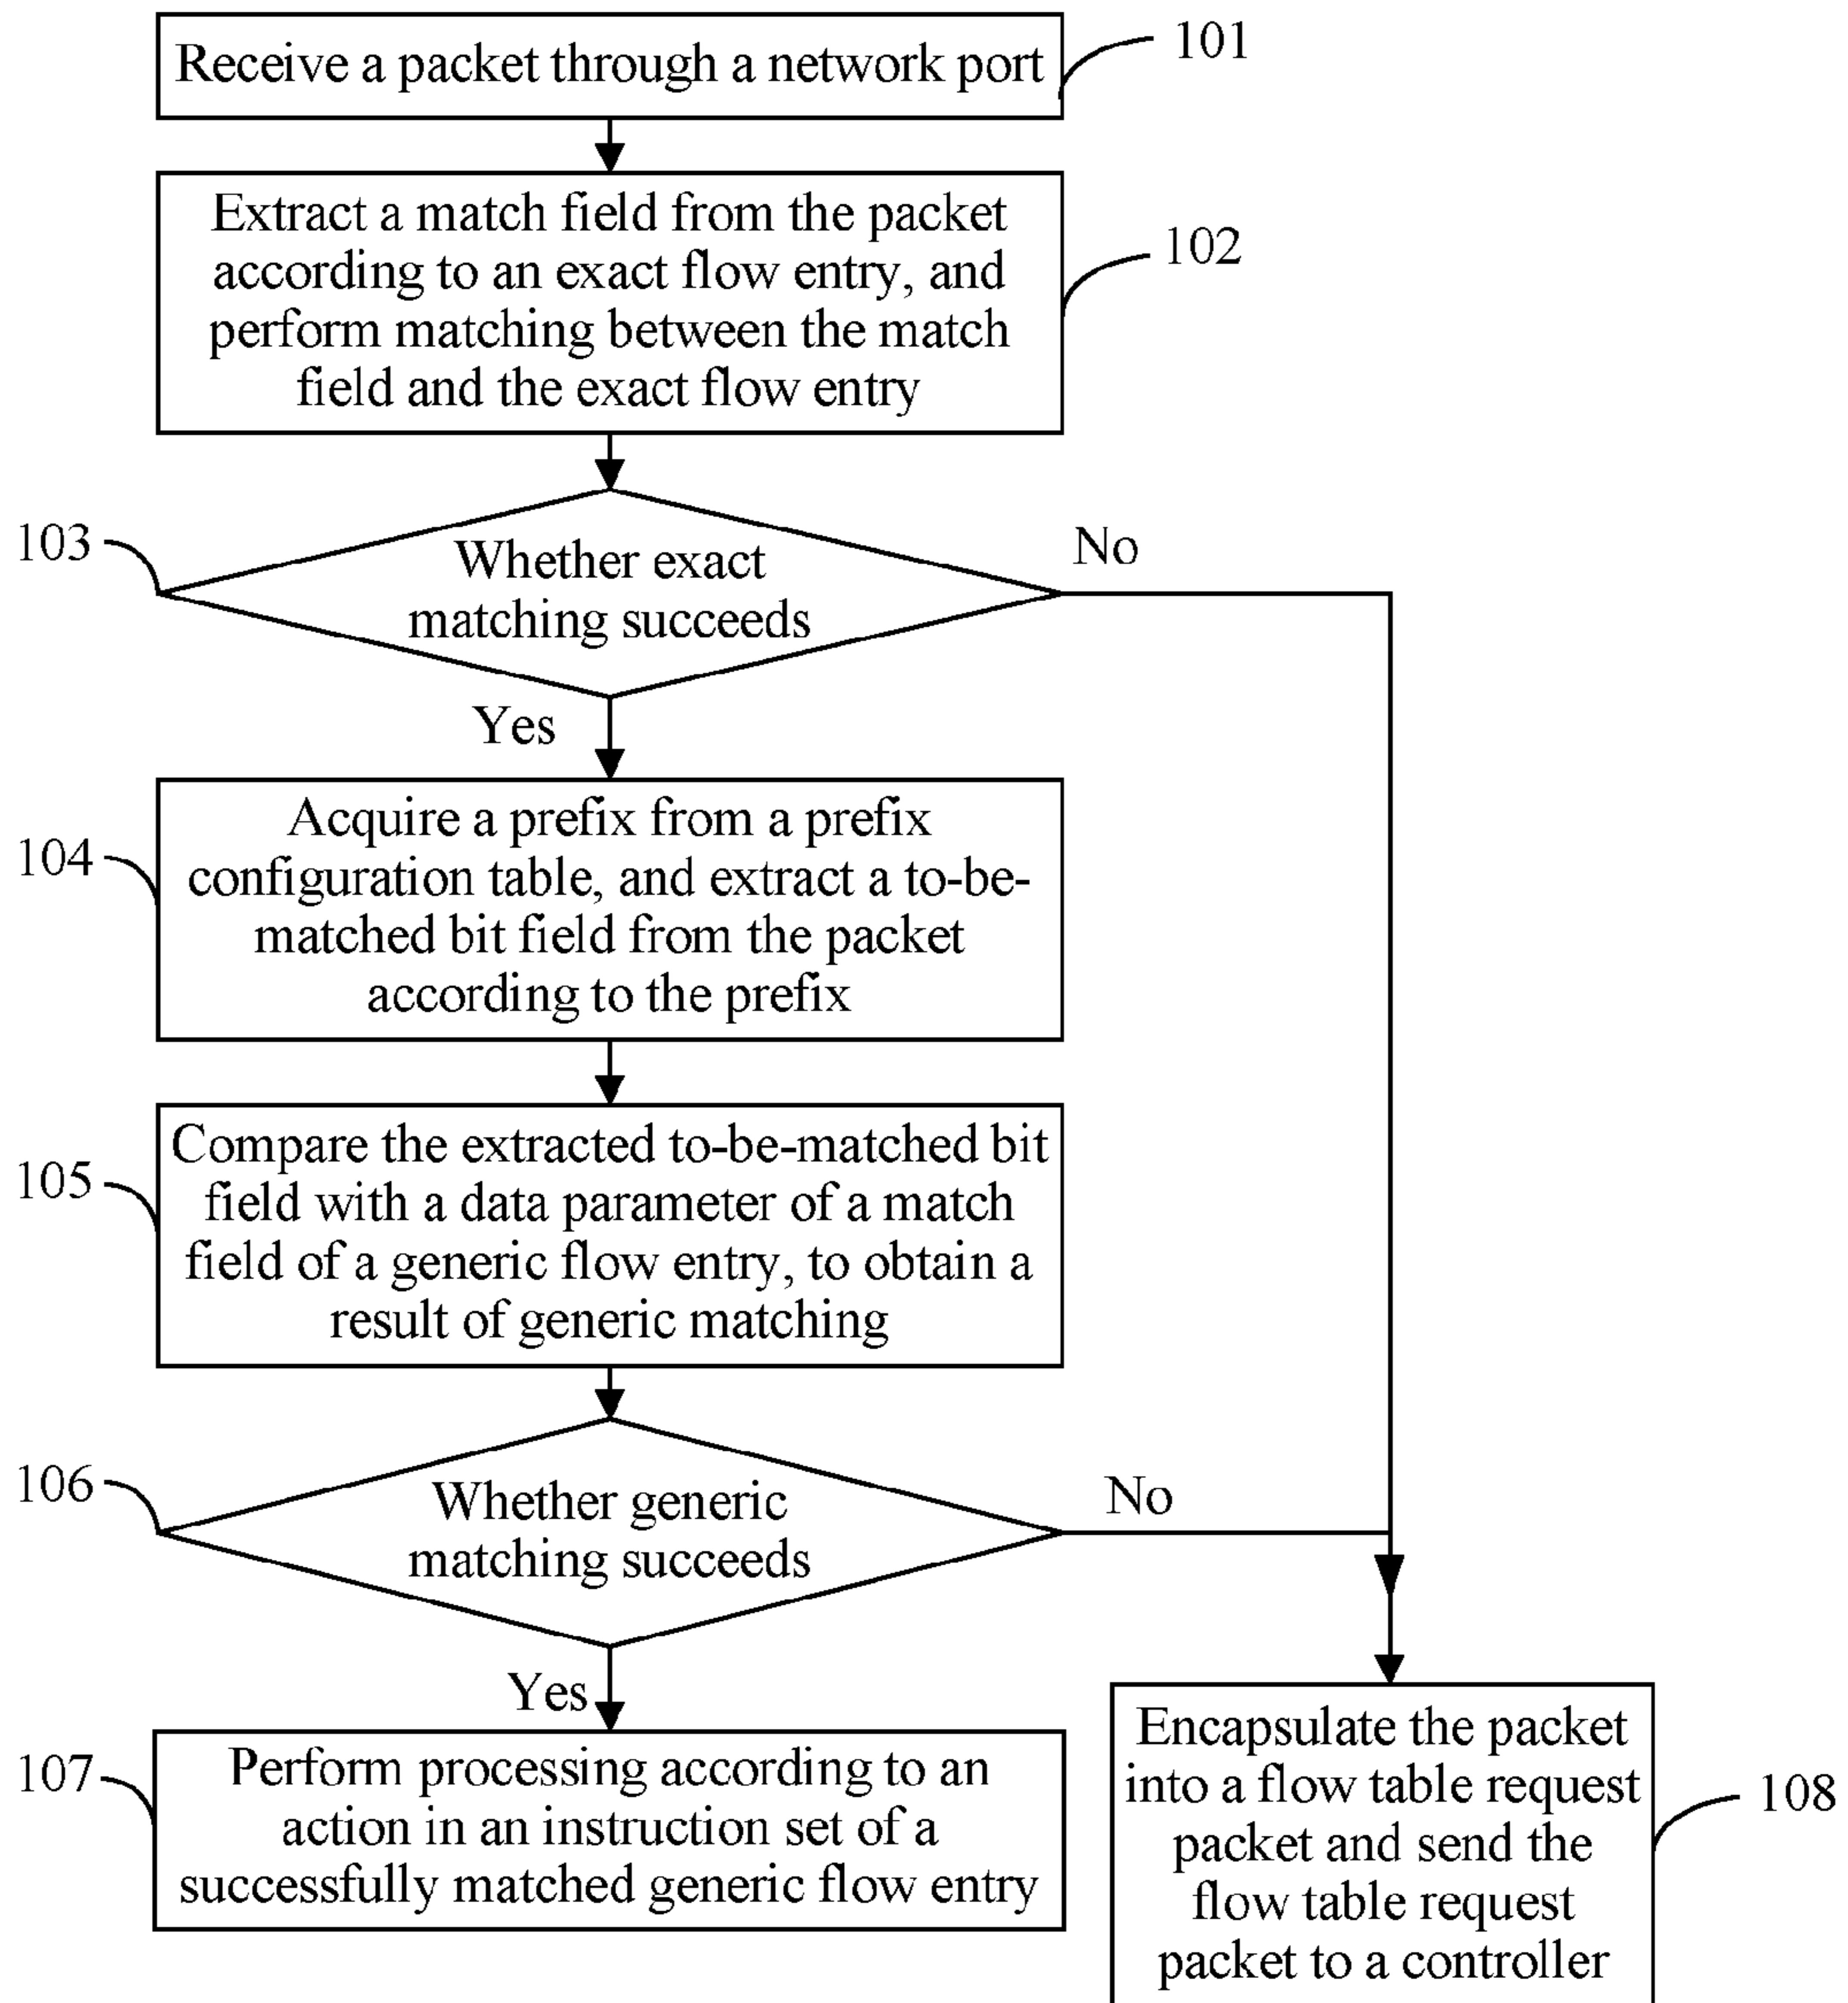 Receive a packet through a network port
101
Extract a match field from the packet
according to an exact flow entry, and
perform matching between the match
field and the exact flow entry
102
103
Whether exact
matching succeeds
No
Yes
104
Acquire a prefix from a prefix
configuration table, and extract a to-be-
matched bit field from the packet
according to the prefix
105
Compare the extracted to-be-matched bit
field with a data parameter of a match
field of a generic flow entry, to obtain a
result of generic matching
106
Whether generic
matching succeeds
No
Yes
107
Perform processing according to an
action in an instruction set of a
successfully matched generic flow entry
Encapsulate the packet
into a flow table request
packet and send the
flow table request
packet to a controller
108